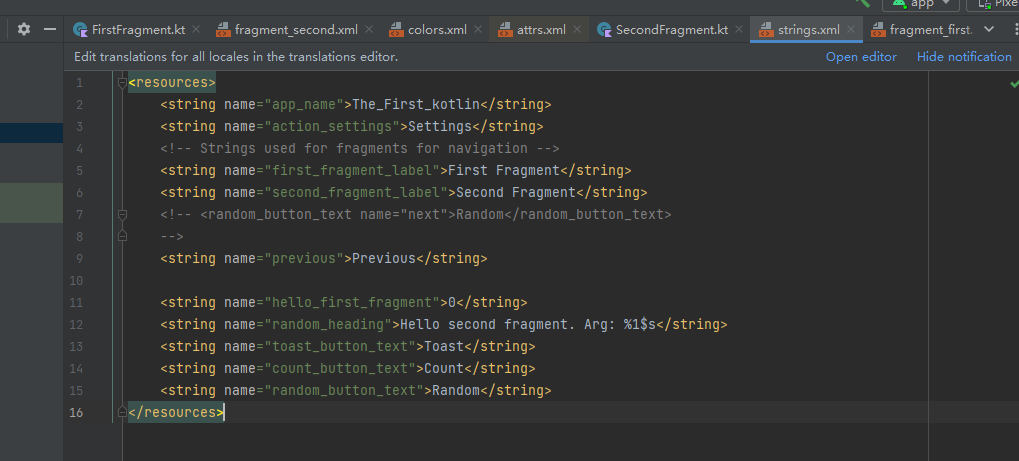 app
Pixe
FirstFragment.kt
fragment_second.xml
colors.xml
attrs.xml
SecondFragment.kt
strings.xml
fragment_first.
Edit translations for all locales in the translations editor.
Open editor
Hide notification
1 <resources>
2 <string name="app_name">The_First_kotlin</string>
3 <string name="action_settings">Settings</string>
4 <!-- Strings used for fragments for navigation -->
5 <string name="first_fragment_label">First Fragment</string>
6 <string name="second_fragment_label">Second Fragment</string>
7 <!-- <random_button_text name="next">Random</random_button_text>
8 -->
9 <string name="previous">Previous</string>
10
11 <string name="hello_first_fragment">0</string>
12 <string name="random_heading">Hello second fragment. Arg: %1$s</string>
13 <string name="toast_button_text">Toast</string>
14 <string name="count_button_text">Count</string>
15 <string name="random_button_text">Random</string>
16 </resources>